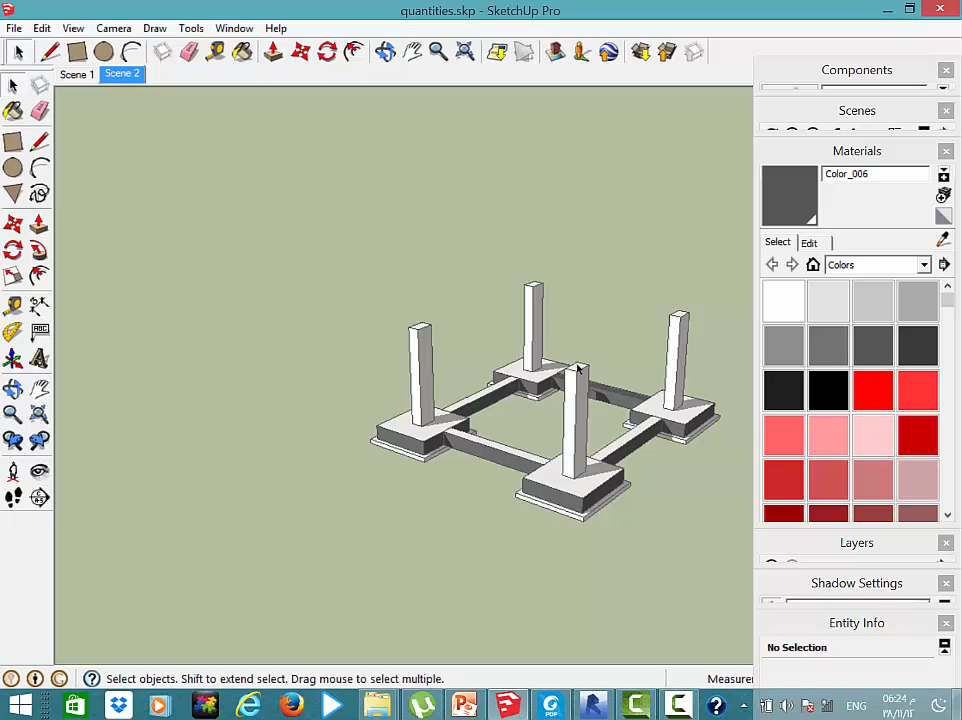 quantities.skp - SketchUp Pro
File Edit View Camera Draw Tools Window Help
Scene 1 Scene 2
Components
Scenes
Materials
Color_006
Select Edit
Colors
Layers
Shadow Settings
Entity Info
No Selection
Select objects. Shift to extend select. Drag mouse to select multiple.
Measurer
ENG